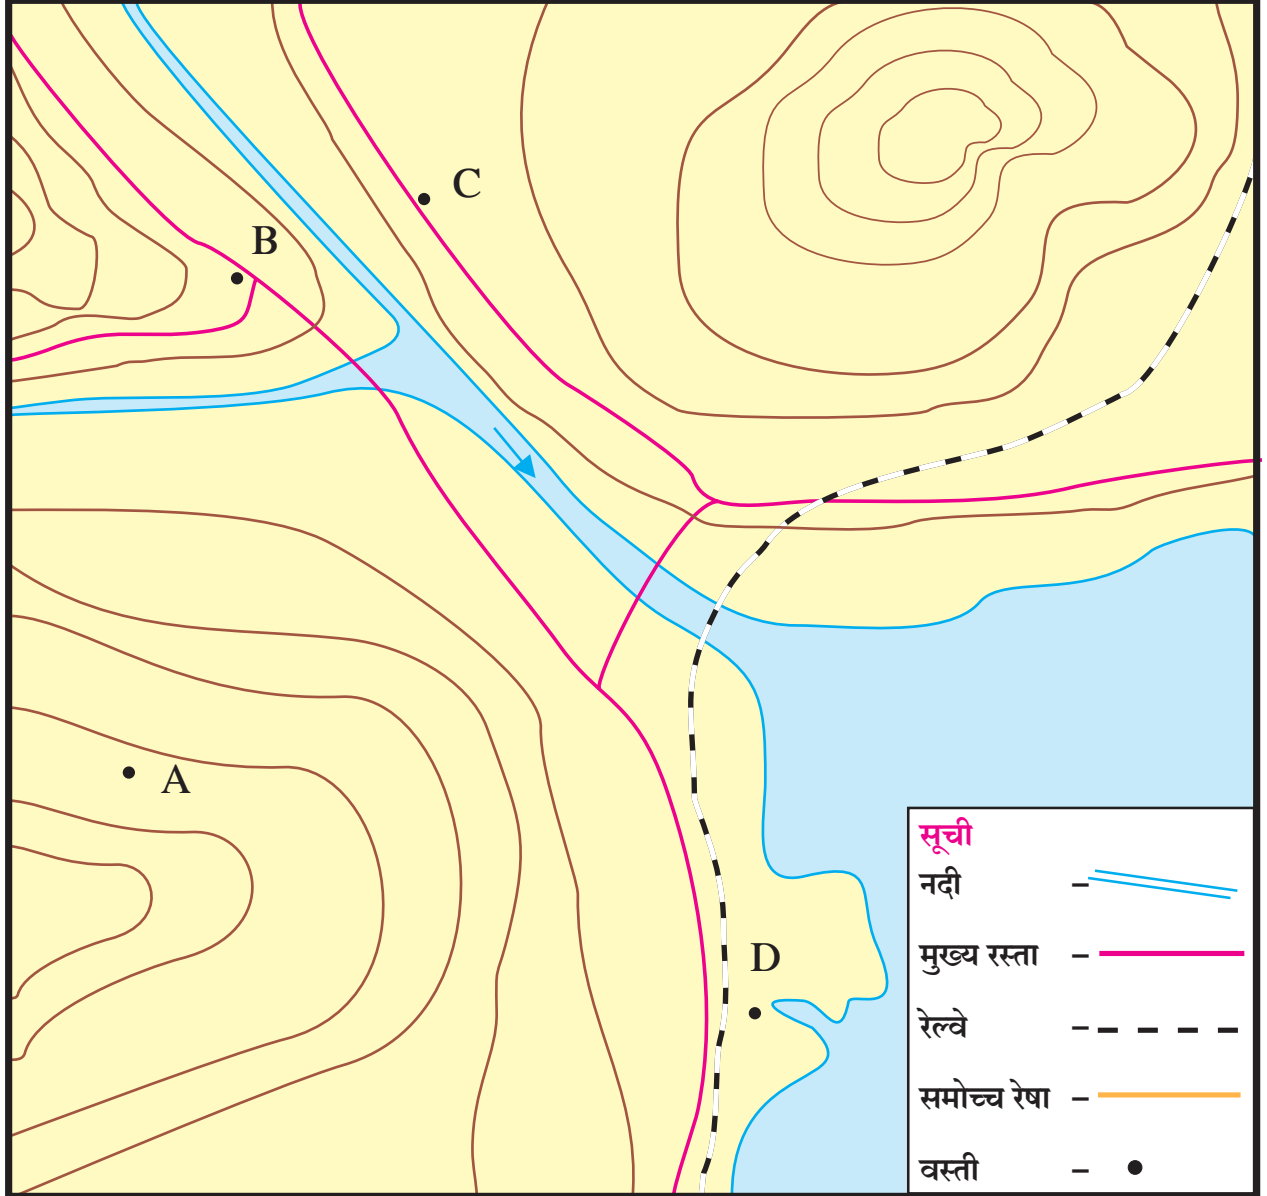 C
B
A
D
सूची
नदी –
मुख्य रस्ता –
रेल्वे –
समोच्च रेषा –
वस्ती –